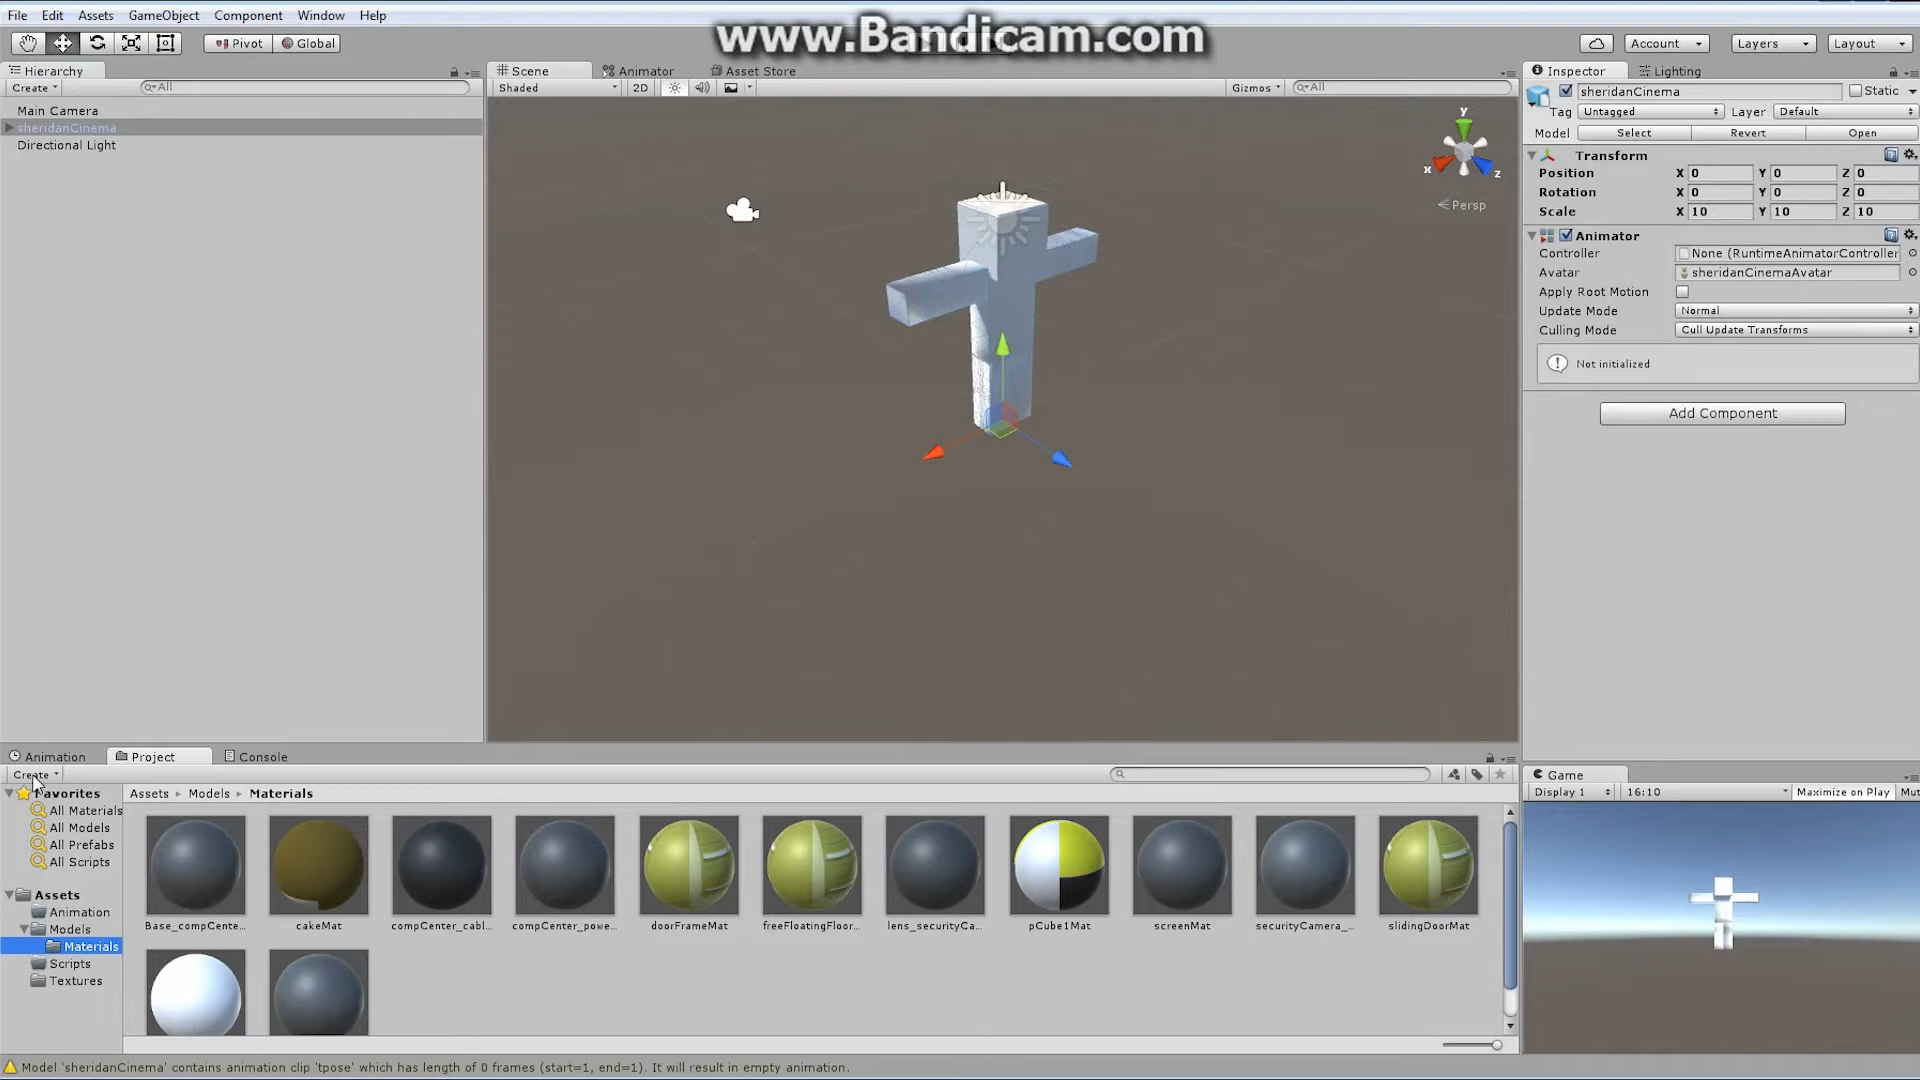 File Edit Assets GameObject Component Window Help
www.Bandicam.com
Pivot Global Account Layers Layout
Hierarchy
Create All
Main Camera
sheridanCinema
Directional Light
Scene Animator Asset Store
Shaded 2D Gizmos All
y
x z
Persp
Inspector Lighting
sheridanCinema Static
Tag Untagged Layer Default
Model Select Revert Open
Transform
Position X 0 Y 0 Z 0
Rotation X 0 Y 0 Z 0
Scale X 10 Y 10 Z 10
Animator
Controller None (RuntimeAnimatorController
Avatar sheridanCinemaAvatar
Apply Root Motion
Update Mode Normal
Culling Mode Cull Update Transforms
Not initialized
Add Component
Animation Project Console
Create
Favorites
All Materials
All Models
All Prefabs
All Scripts
Assets
Animation
Models
Materials
Scripts
Textures
Assets Models Materials
Base_compCente... cakeMat compCenter_cabl... compCenter_powe... doorFrameMat freeFloatingFloor... lens_securityCa... pCube1Mat screenMat securityCamera_... slidingDoorMat
Game
Display 1 16:10 Maximize on Play Mut
Model 'sheridanCinema' contains animation clip 'tpose' which has length of 0 frames (start=1, end=1). It will result in empty animation.